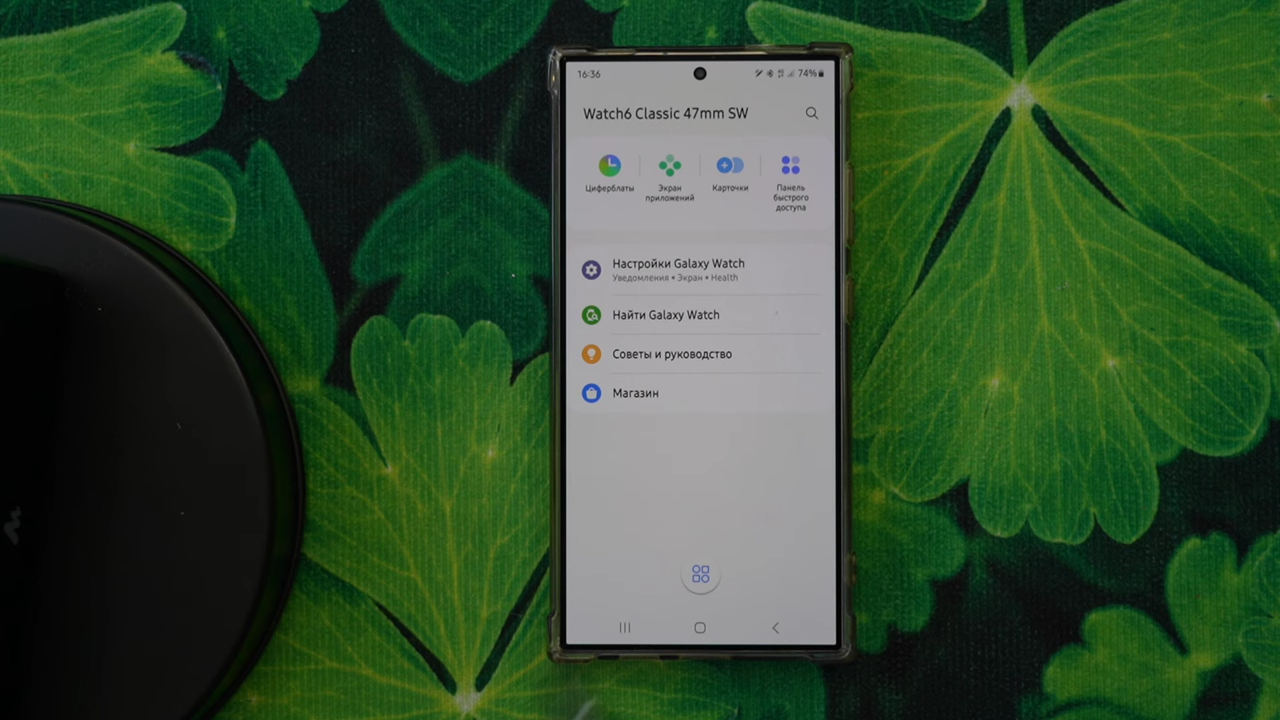 16:36
74%
Watch6 Classic 47mm SW
Циферблаты
Экран
приложений
Карточки
Панель
быстрого
доступа
Настройки Galaxy Watch
Уведомления • Экран • Health
Найти Galaxy Watch
Советы и руководство
Магазин